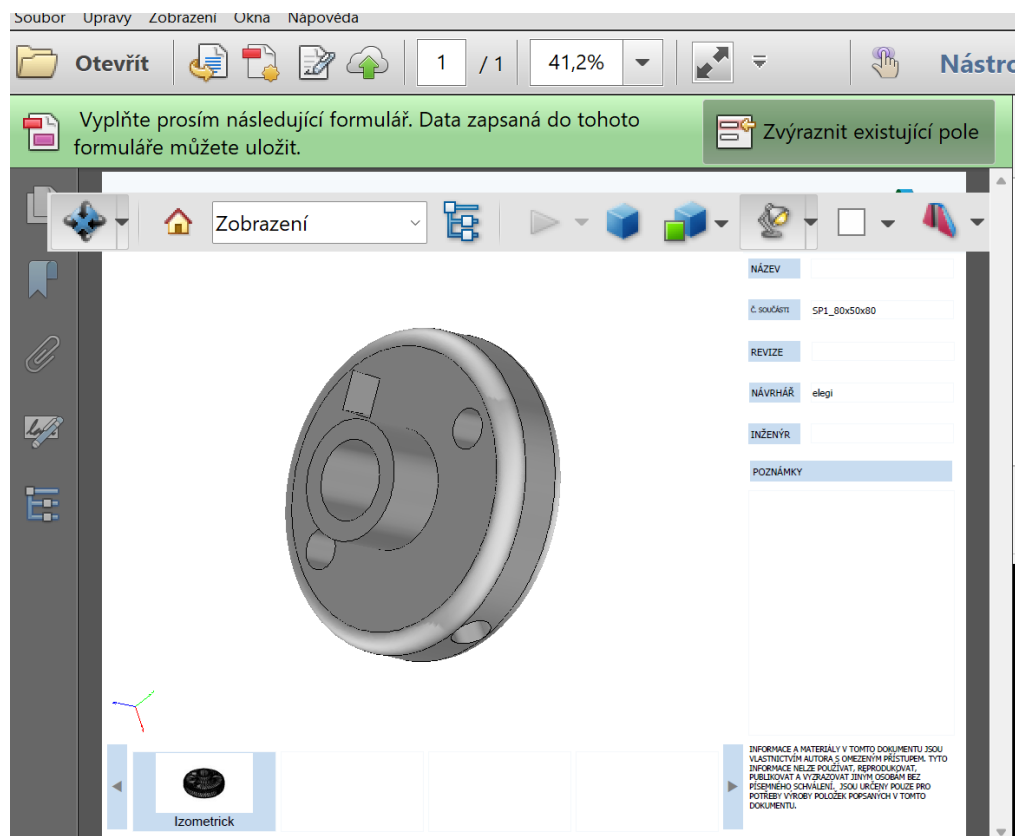 Soubor Úpravy Zobrazení Okna Nápověda
Otevřít 1 / 1 41,2% Nástro
Vyplňte prosím následující formulář. Data zapsaná do tohoto
formuláře můžete uložit.
Zvýraznit existující pole
Zobrazení
NÁZEV
Č. SOUČÁSTI SP1_80x50x80
REVIZE
NÁVRHÁŘ elegi
INŽENÝR
POZNÁMKY
INFORMACE A MATERIÁLY V TOMTO DOKUMENTU JSOU
VLASTNICTVÍM AUTORA S OMEZENÝM PŘÍSTUPEM. TYTO
INFORMACE NELZE POUŽÍVAT, REPRODUKOVAT,
PUBLIKOVAT A VYZRAZOVAT JINÝM OSOBÁM BEZ
PÍSEMNÉHO SCHVÁLENÍ. JSOU URČENY POUZE PRO
POTŘEBY VÝROBY POLOŽEK POPSANÝCH V TOMTO
DOKUMENTU.
Izometrick